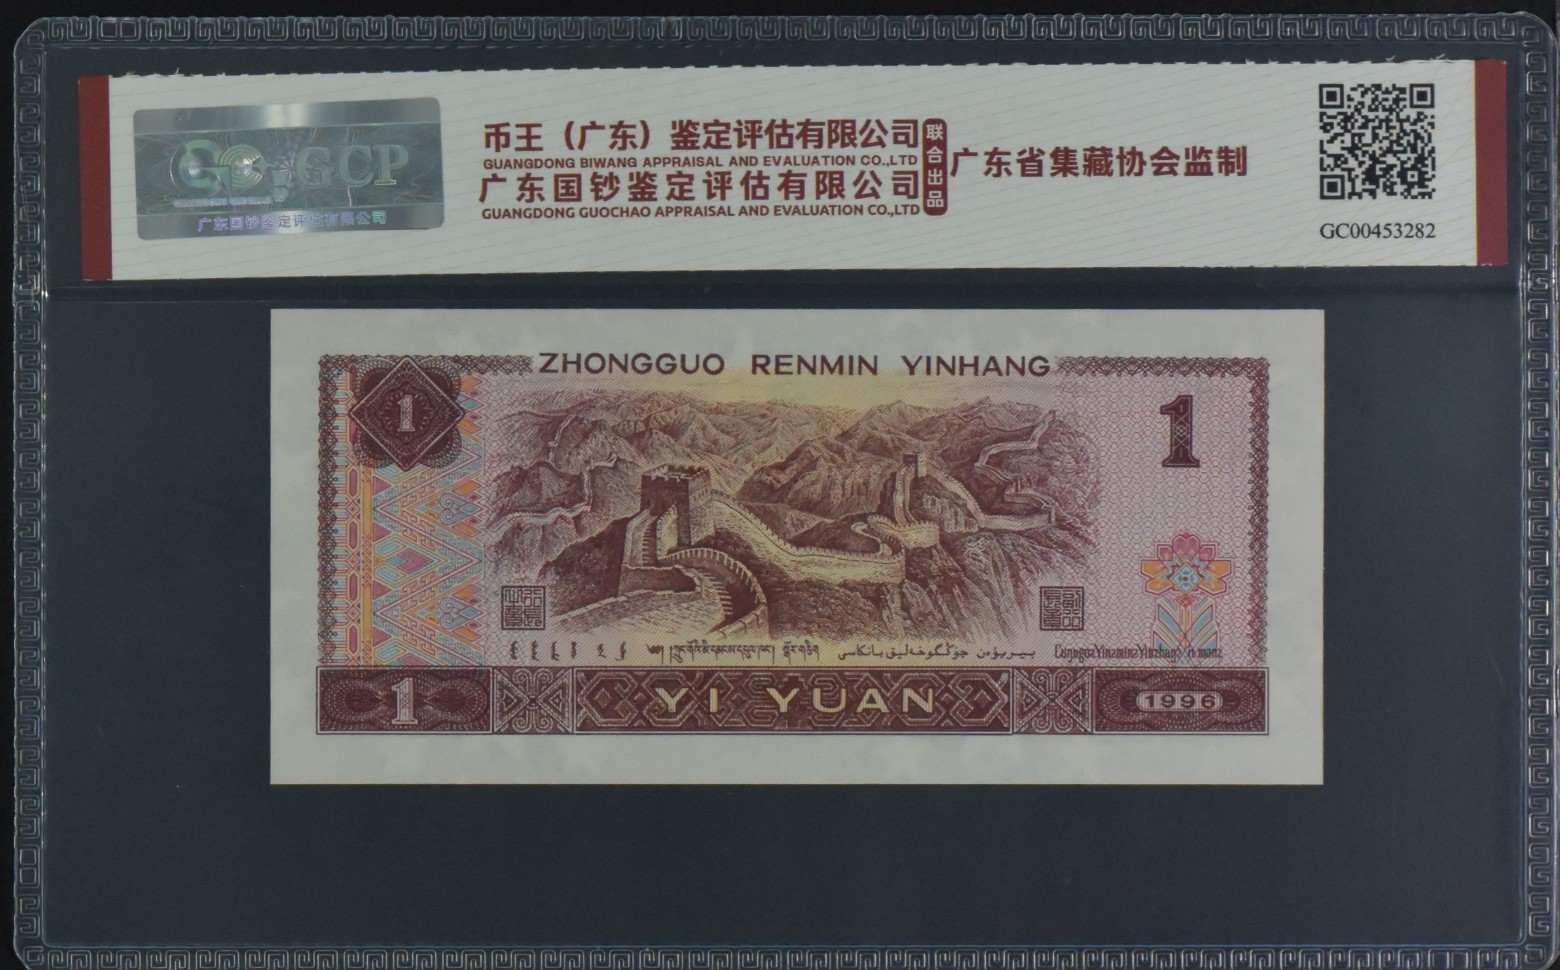 GCP
广东国钞鉴定评估有限公司
币王（广东）鉴定评估有限公司
GUANGDONG BIWANG APPRAISAL AND EVALUATION CO.,LTD
广东国钞鉴定评估有限公司
GUANGDONG GUOCHAO APPRAISAL AND EVALUATION CO.,LTD
联合出品
广东省集藏协会监制
GC00453282
ZHONGGUO RENMIN YINHANG
1
1
1
YI YUAN
1996